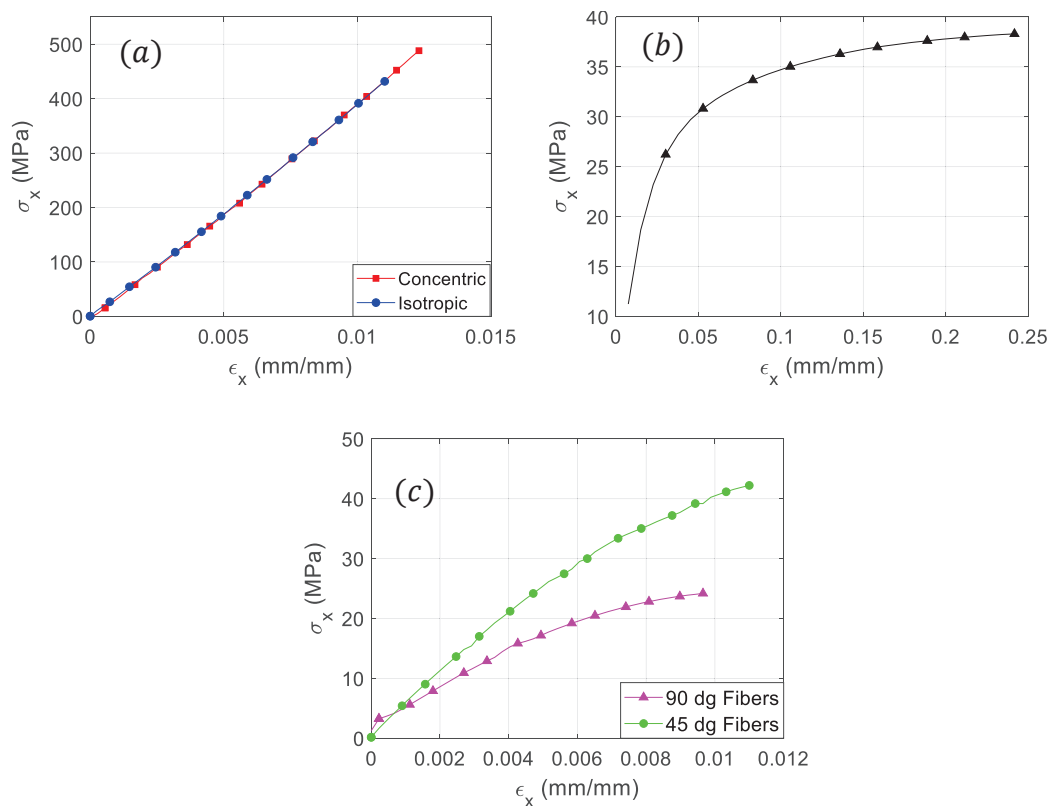 (a)
500
400
300
200
100
0
σx (MPa)
0 0.005 0.01 0.015
ϵx (mm/mm)
Concentric
Isotropic
(b)
40
35
30
25
20
15
10
σx (MPa)
0 0.05 0.1 0.15 0.2 0.25
ϵx (mm/mm)
(c)
50
40
30
20
10
0
σx (MPa)
0 0.002 0.004 0.006 0.008 0.01 0.012
ϵx (mm/mm)
90 dg Fibers
45 dg Fibers